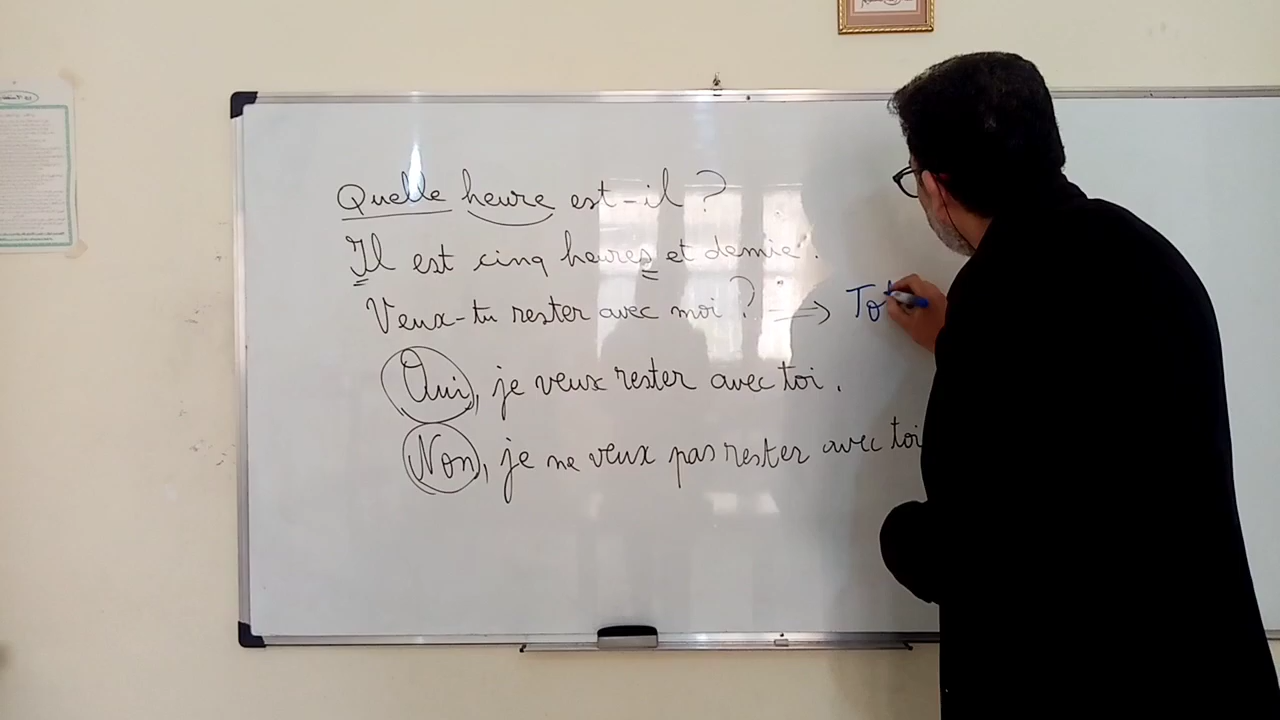 Quelle heure est-il ?
Il est cinq heures et demie.
Veux-tu rester avec moi ? ⇒ Tot
Oui, je veux rester avec toi.
Non, je ne veux pas rester avec toi